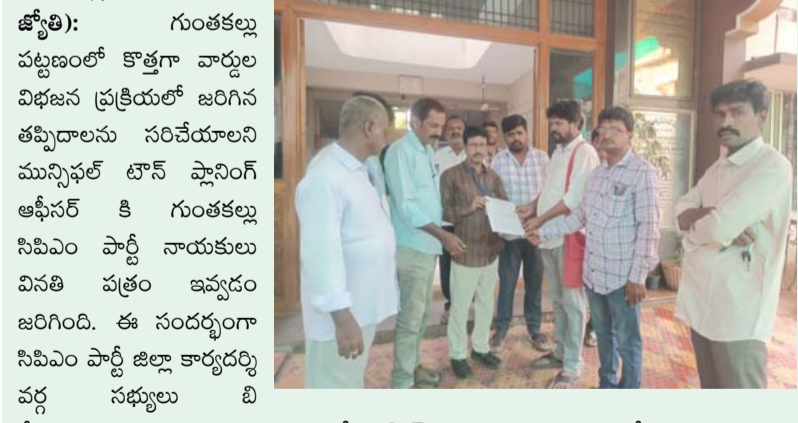 జ్యోతి): గుంతకల్లు
పట్టణంలో కొత్తగా వార్డుల
విభజన ప్రక్రియలో జరిగిన
తప్పిదాలను సరిచేయాలని
మున్సిఫల్ టౌన్ ప్లానింగ్
ఆఫీసర్ కి గుంతకల్లు
సిపిఎం పార్టీ నాయకులు
వినతి పత్రం ఇవ్వడం
జరిగింది. ఈ సందర్భంగా
సిపిఎం పార్టీ జిల్లా కార్యదర్శి
వర్గ సభ్యులు బి